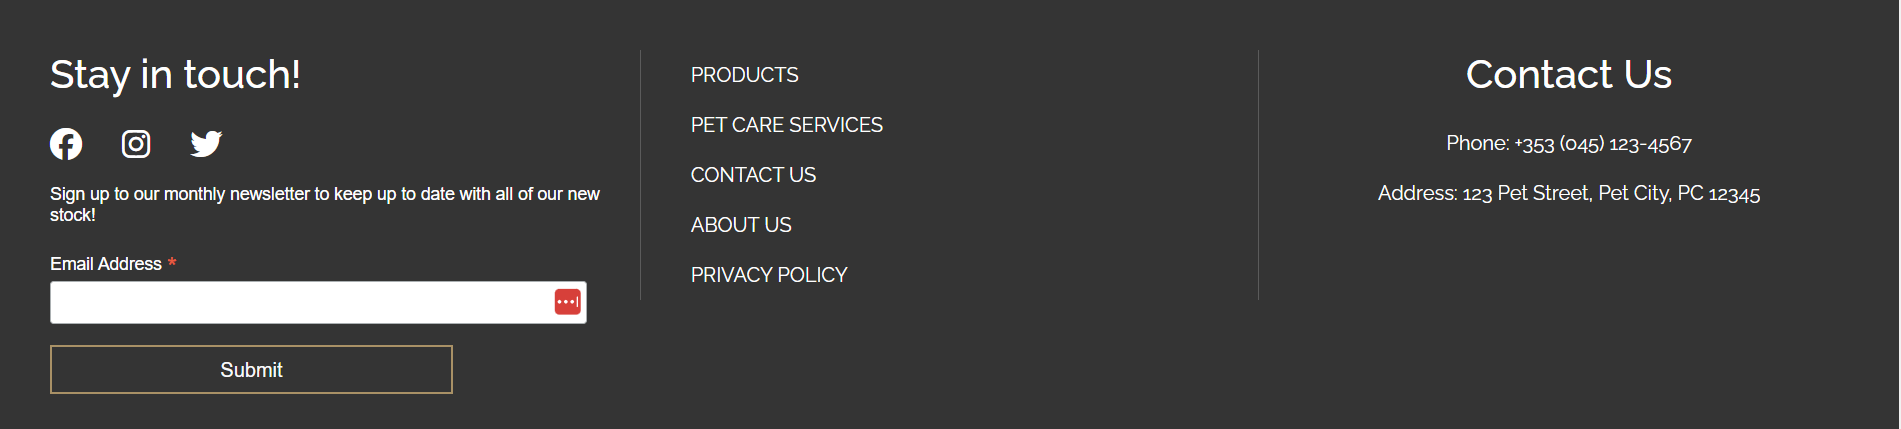 Stay in touch!
Sign up to our monthly newsletter to keep up to date with all of our new
stock!
Email Address *
Submit
PRODUCTS
PET CARE SERVICES
CONTACT US
ABOUT US
PRIVACY POLICY
Contact Us
Phone: +353 (045) 123-4567
Address: 123 Pet Street, Pet City, PC 12345